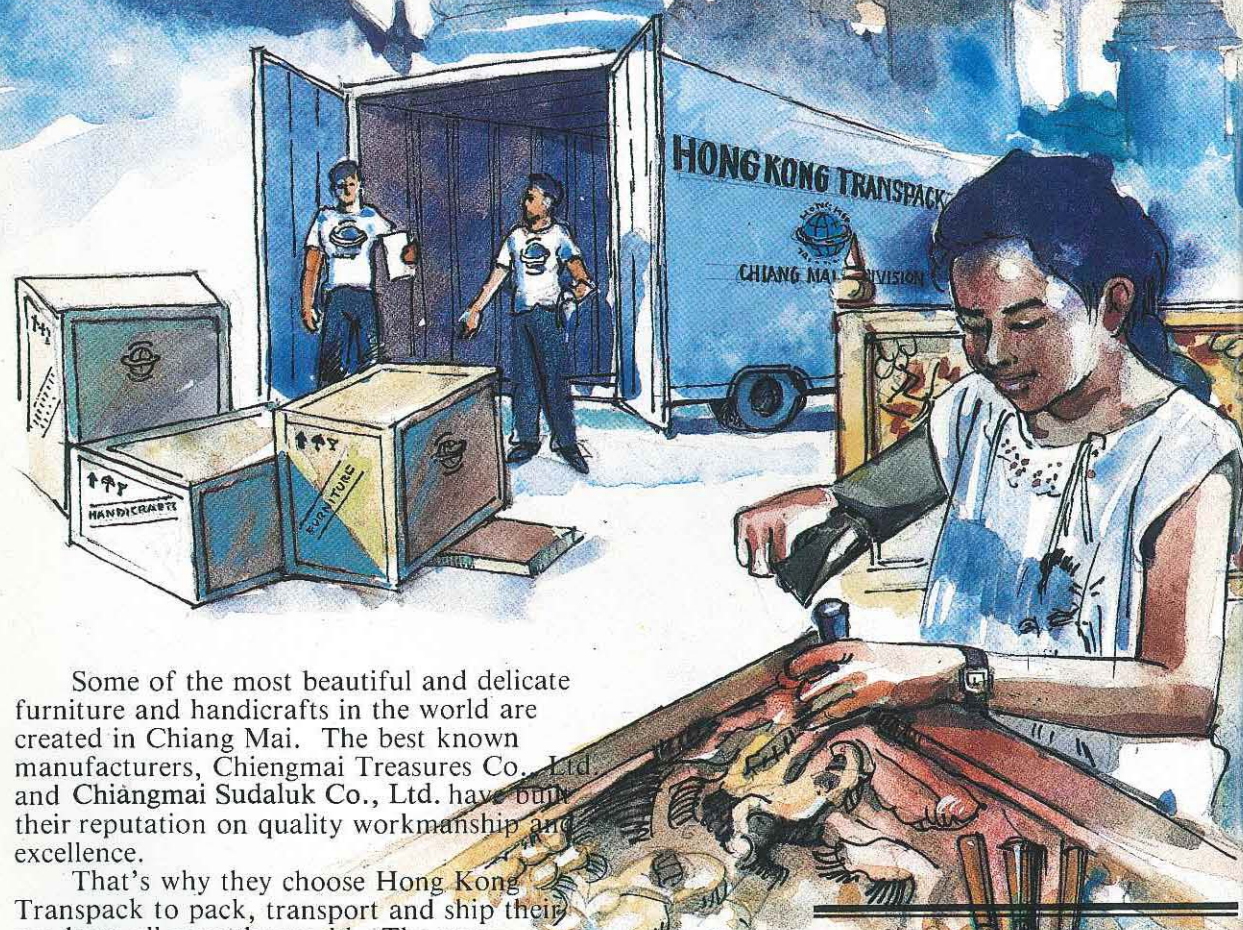 HONG KONG TRANSPACK
CHIANG MAI DIVISION
HANDICRAFTS
FURNITURE
Some of the most beautiful and delicate
furniture and handicrafts in the world are
created in Chiang Mai. The best known
manufacturers, Chiengmai Treasures Co., Ltd.
and Chiangmai Sudaluk Co., Ltd. have built
their reputation on quality workmanship and
excellence.
That's why they choose Hong Kong
Transpack to pack, transport and ship their